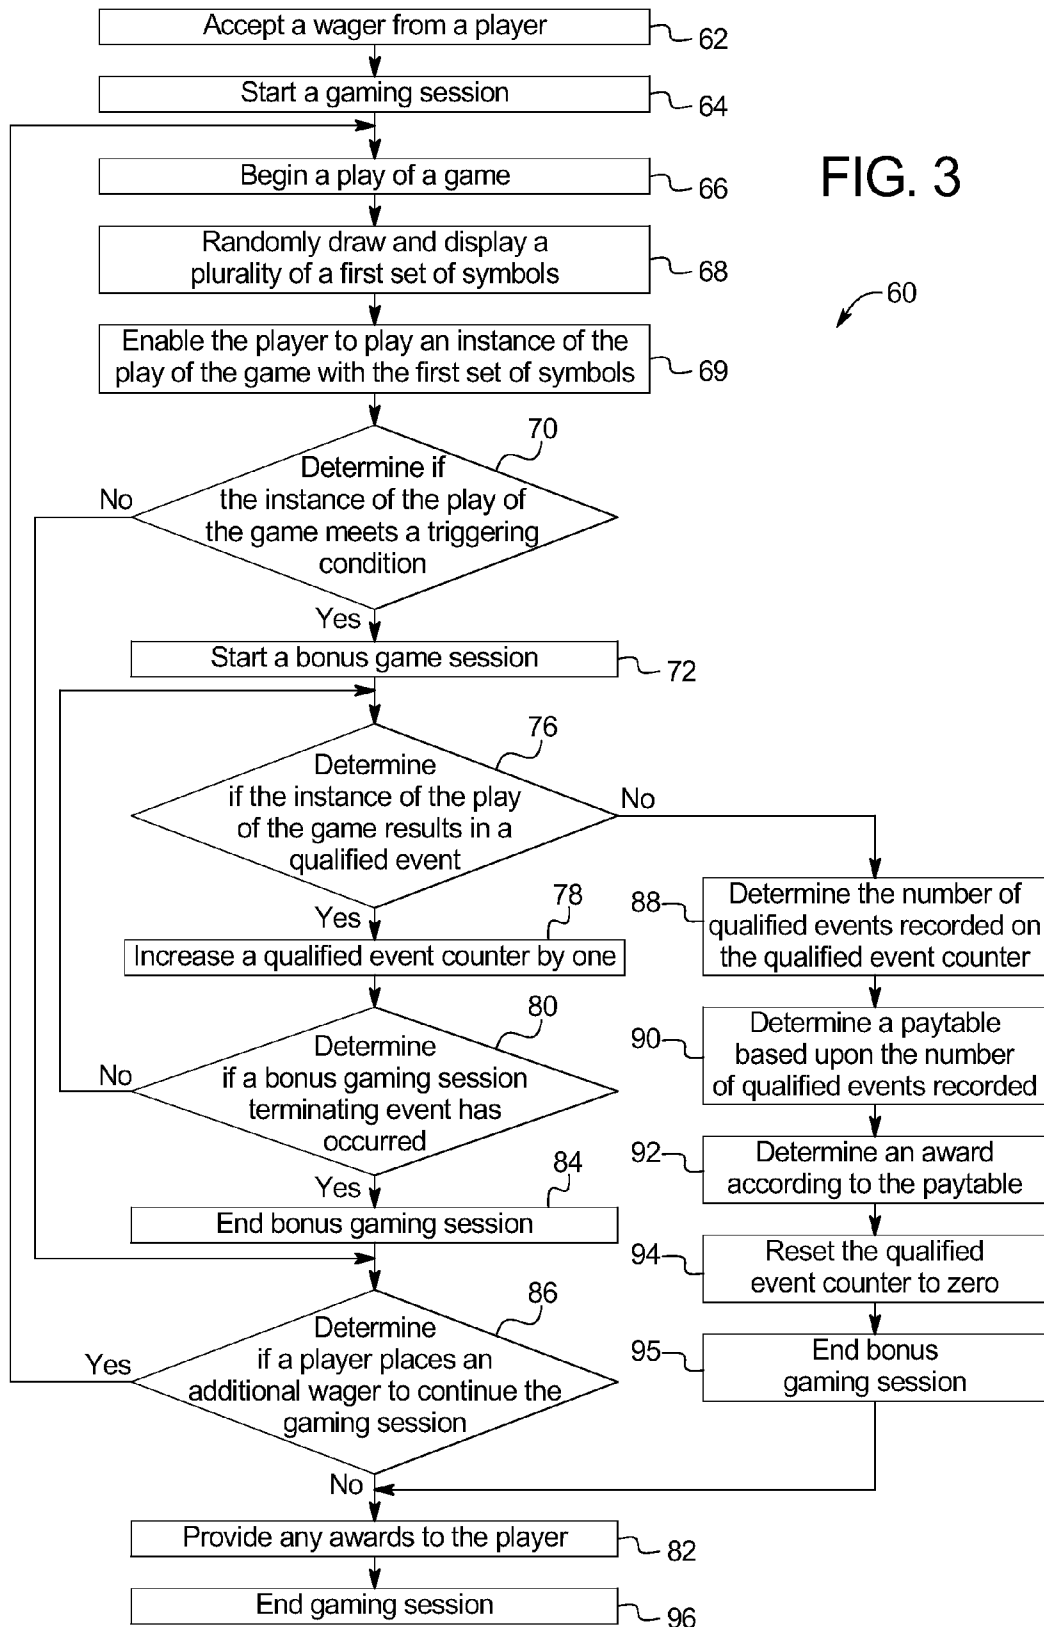 Accept a wager from a player
62
Start a gaming session
64
Begin a play of a game
66
FIG. 3
Randomly draw and display a
plurality of a first set of symbols
68
60
Enable the player to play an instance of the
play of the game with the first set of symbols
69
70
Determine if
the instance of the play of
the game meets a triggering
condition
No
Yes
Start a bonus game session
72
76
Determine
if the instance of the play
of the game results in a
qualified event
No
Yes
78
Increase a qualified event counter by one
80
Determine
if a bonus gaming session
terminating event has
occurred
No
Yes
84
End bonus gaming session
86
Determine
if a player places an
additional wager to continue the
gaming session
Yes
No
88
Determine the number of
qualified events recorded on
the qualified event counter
90
Determine a paytable
based upon the number
of qualified events recorded
92
Determine an award
according to the paytable
94
Reset the qualified
event counter to zero
95
End bonus
gaming session
Provide any awards to the player
82
End gaming session
96